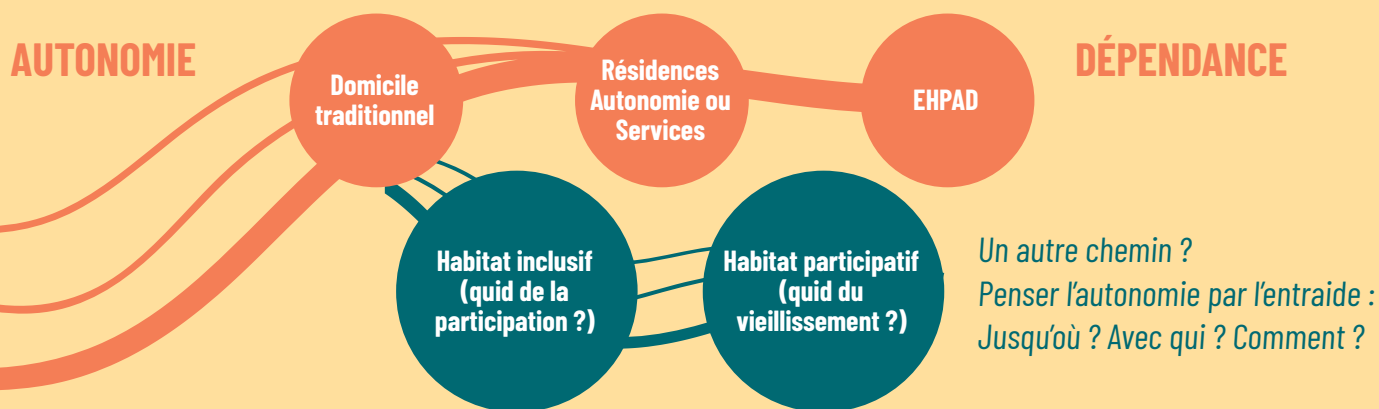 AUTONOMIE
Domicile
traditionnel
Résidences
Autonomie ou
Services
EHPAD
DÉPENDANCE
Habitat inclusif
(quid de la
participation ?)
Habitat participatif
(quid du
vieillissement ?)
Un autre chemin ?
Penser l’autonomie par l’entraide :
Jusqu’où ? Avec qui ? Comment ?